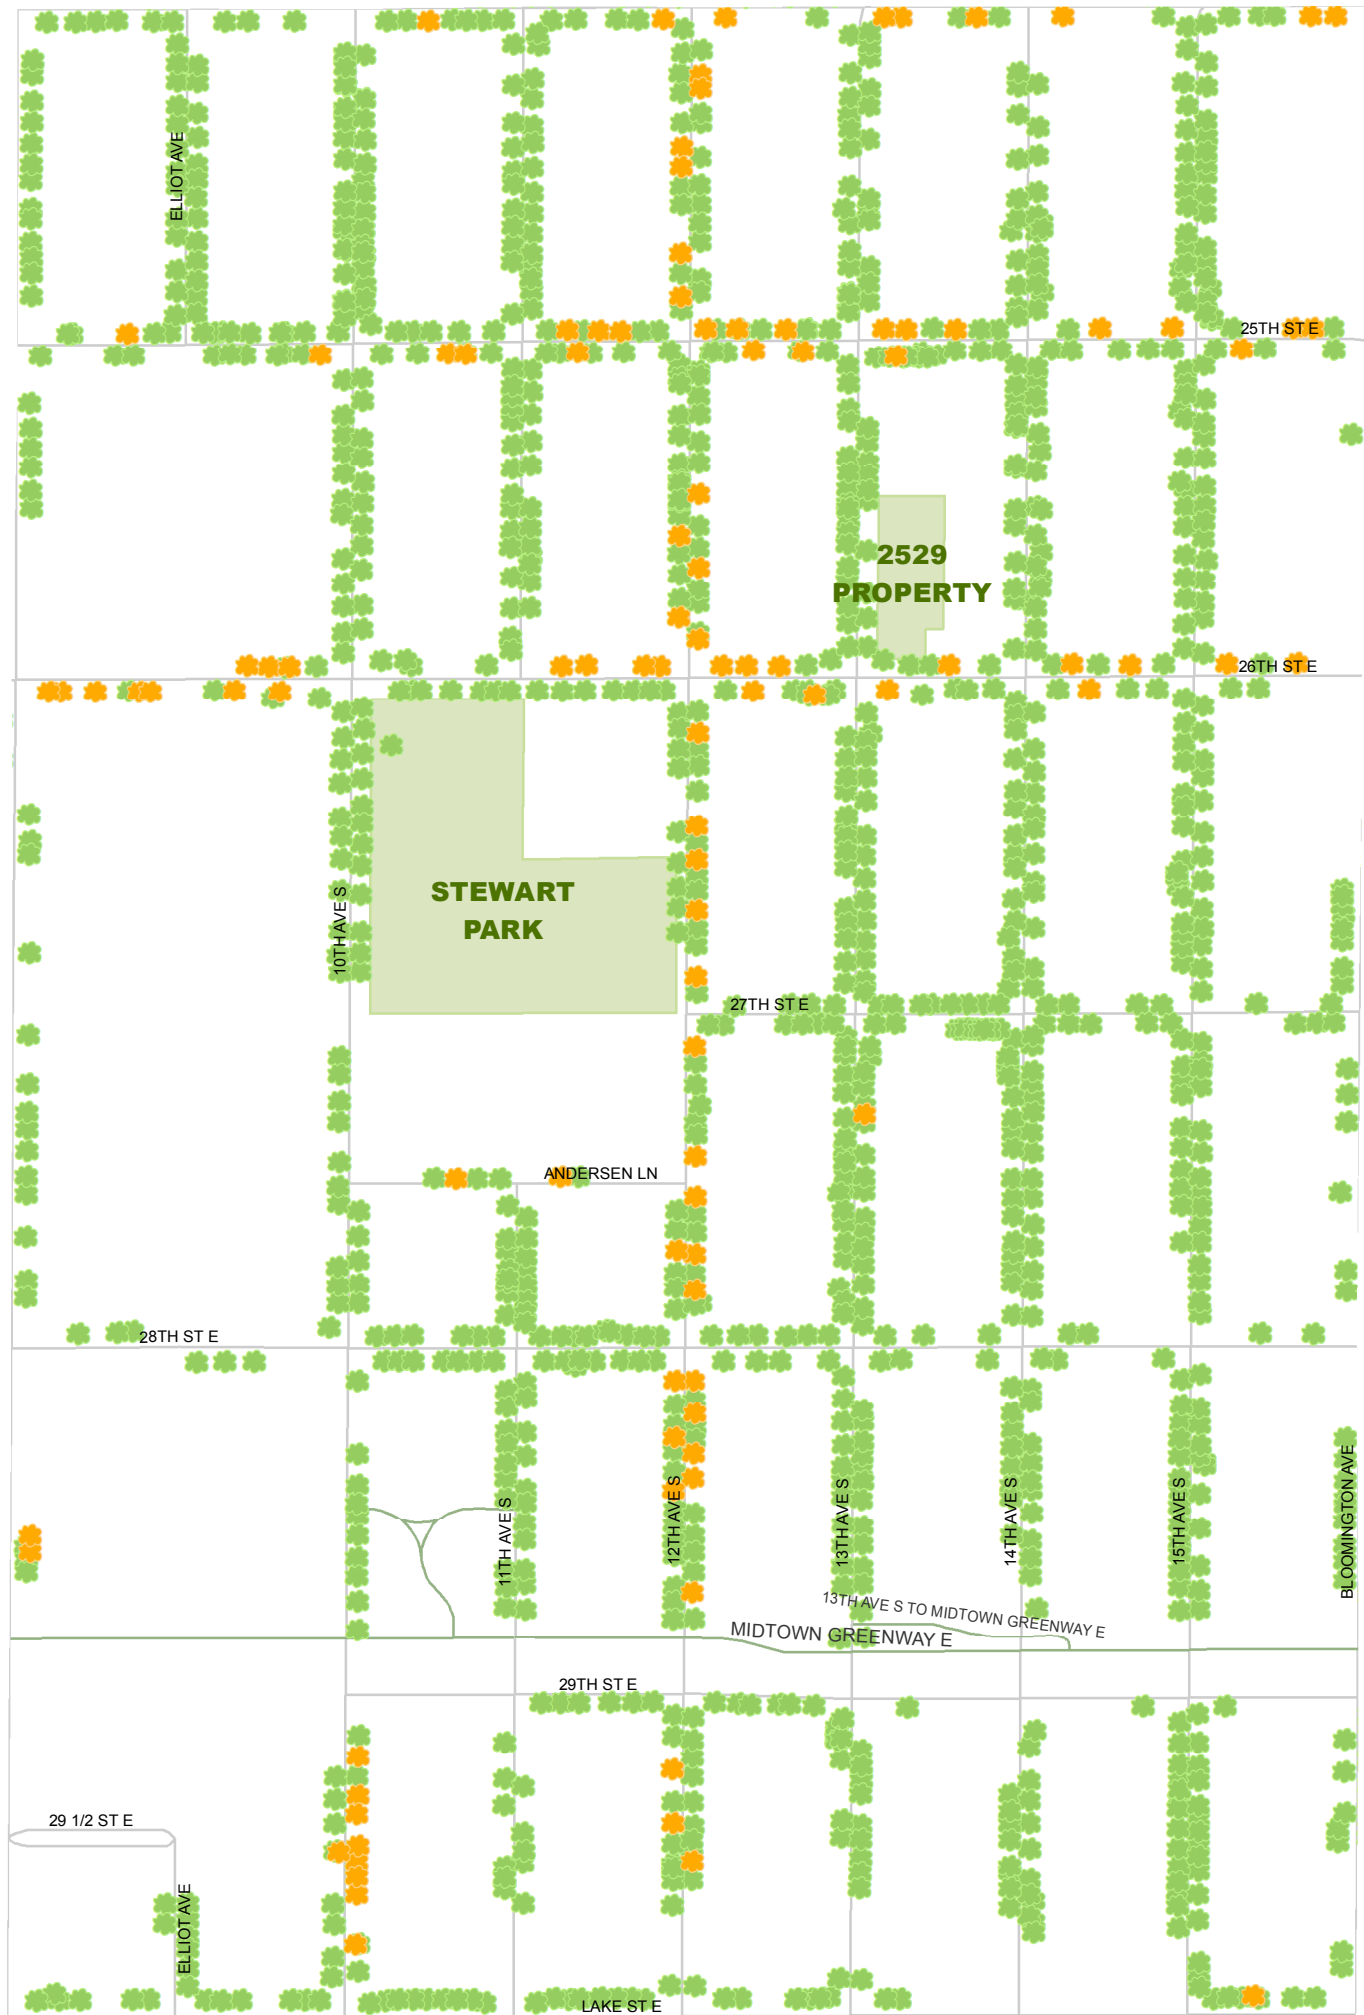 ELLIOT AVE
25TH ST E
2529
PROPERTY
26TH ST E
STEWART
PARK
10TH AVE S
27TH ST E
ANDERSEN LN
28TH ST E
11TH AVE S
12TH AVE S
13TH AVE S
14TH AVE S
15TH AVE S
BLOOMINGTON AVE
13TH AVE S TO MIDTOWN GREENWAY E
MIDTOWN GREENWAY E
29TH ST E
29 1/2 ST E
ELLIOT AVE
LAKE ST E